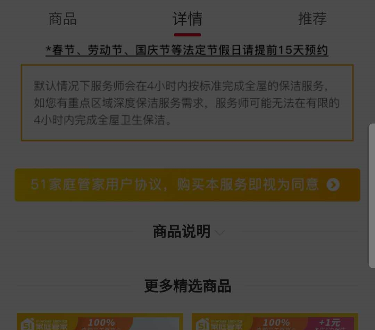 商品 详情 推荐
*春节、劳动节、国庆节等法定节假日请提前15天预约
默认情况下服务师会在4小时内按标准完成全屋的保洁服务，
如您有重点区域深度保洁服务需求，服务师可能无法在有限的
4小时内完成全屋卫生保洁。
51家庭管家用户协议，购买本服务即视为同意
商品说明
更多精选商品
100% 100% +1元